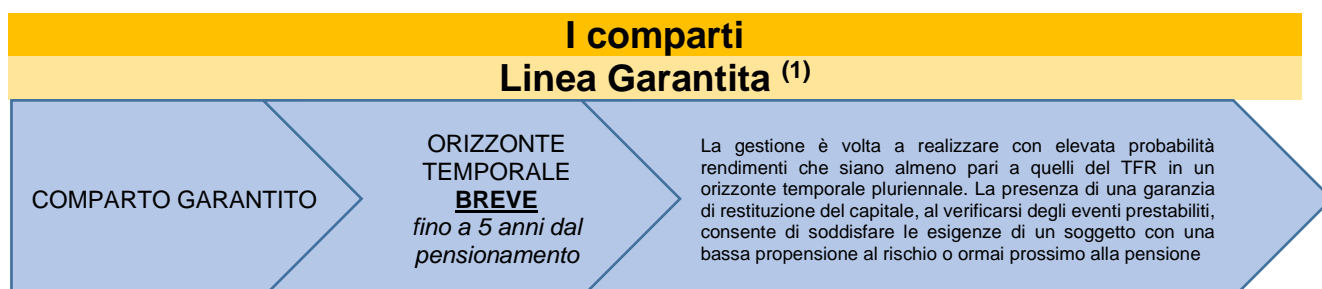 I comparti
Linea Garantita (1)
COMPARTO GARANTITO
ORIZZONTE
TEMPORALE
BREVE
fino a 5 anni dal
pensionamento
La gestione è volta a realizzare con elevata probabilità
rendimenti che siano almeno pari a quelli del TFR in un
orizzonte temporale pluriennale. La presenza di una garanzia
di restituzione del capitale, al verificarsi degli eventi prestabiliti,
consente di soddisfare le esigenze di un soggetto con una
bassa propensione al rischio o ormai prossimo alla pensione